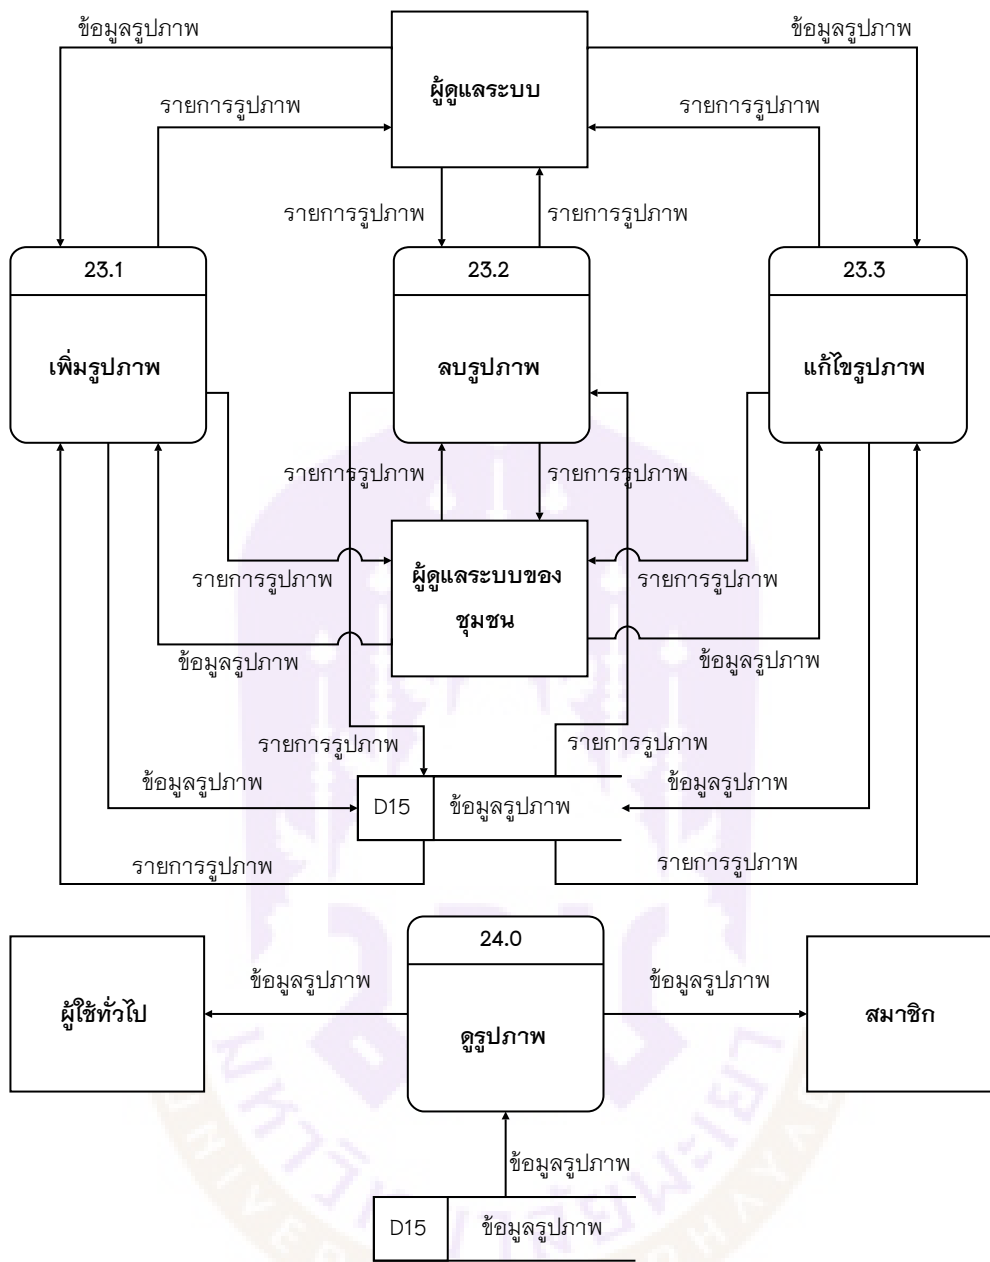 ข้อมูลรูปภาพ
ข้อมูลรูปภาพ
ผู้ดูแลระบบ
รายการรูปภาพ
รายการรูปภาพ
รายการรูปภาพ
รายการรูปภาพ
23.1
23.2
23.3
เพิ่มรูปภาพ
ลบรูปภาพ
แก้ไขรูปภาพ
รายการรูปภาพ
รายการรูปภาพ
รายการรูปภาพ
ผู้ดูแลระบบของ
ชุมชน
รายการรูปภาพ
ข้อมูลรูปภาพ
ข้อมูลรูปภาพ
รายการรูปภาพ
รายการรูปภาพ
ข้อมูลรูปภาพ
D15
ข้อมูลรูปภาพ
ข้อมูลรูปภาพ
รายการรูปภาพ
รายการรูปภาพ
24.0
ผู้ใช้ทั่วไป
ข้อมูลรูปภาพ
ดูรูปภาพ
ข้อมูลรูปภาพ
สมาชิก
ข้อมูลรูปภาพ
D15
ข้อมูลรูปภาพ